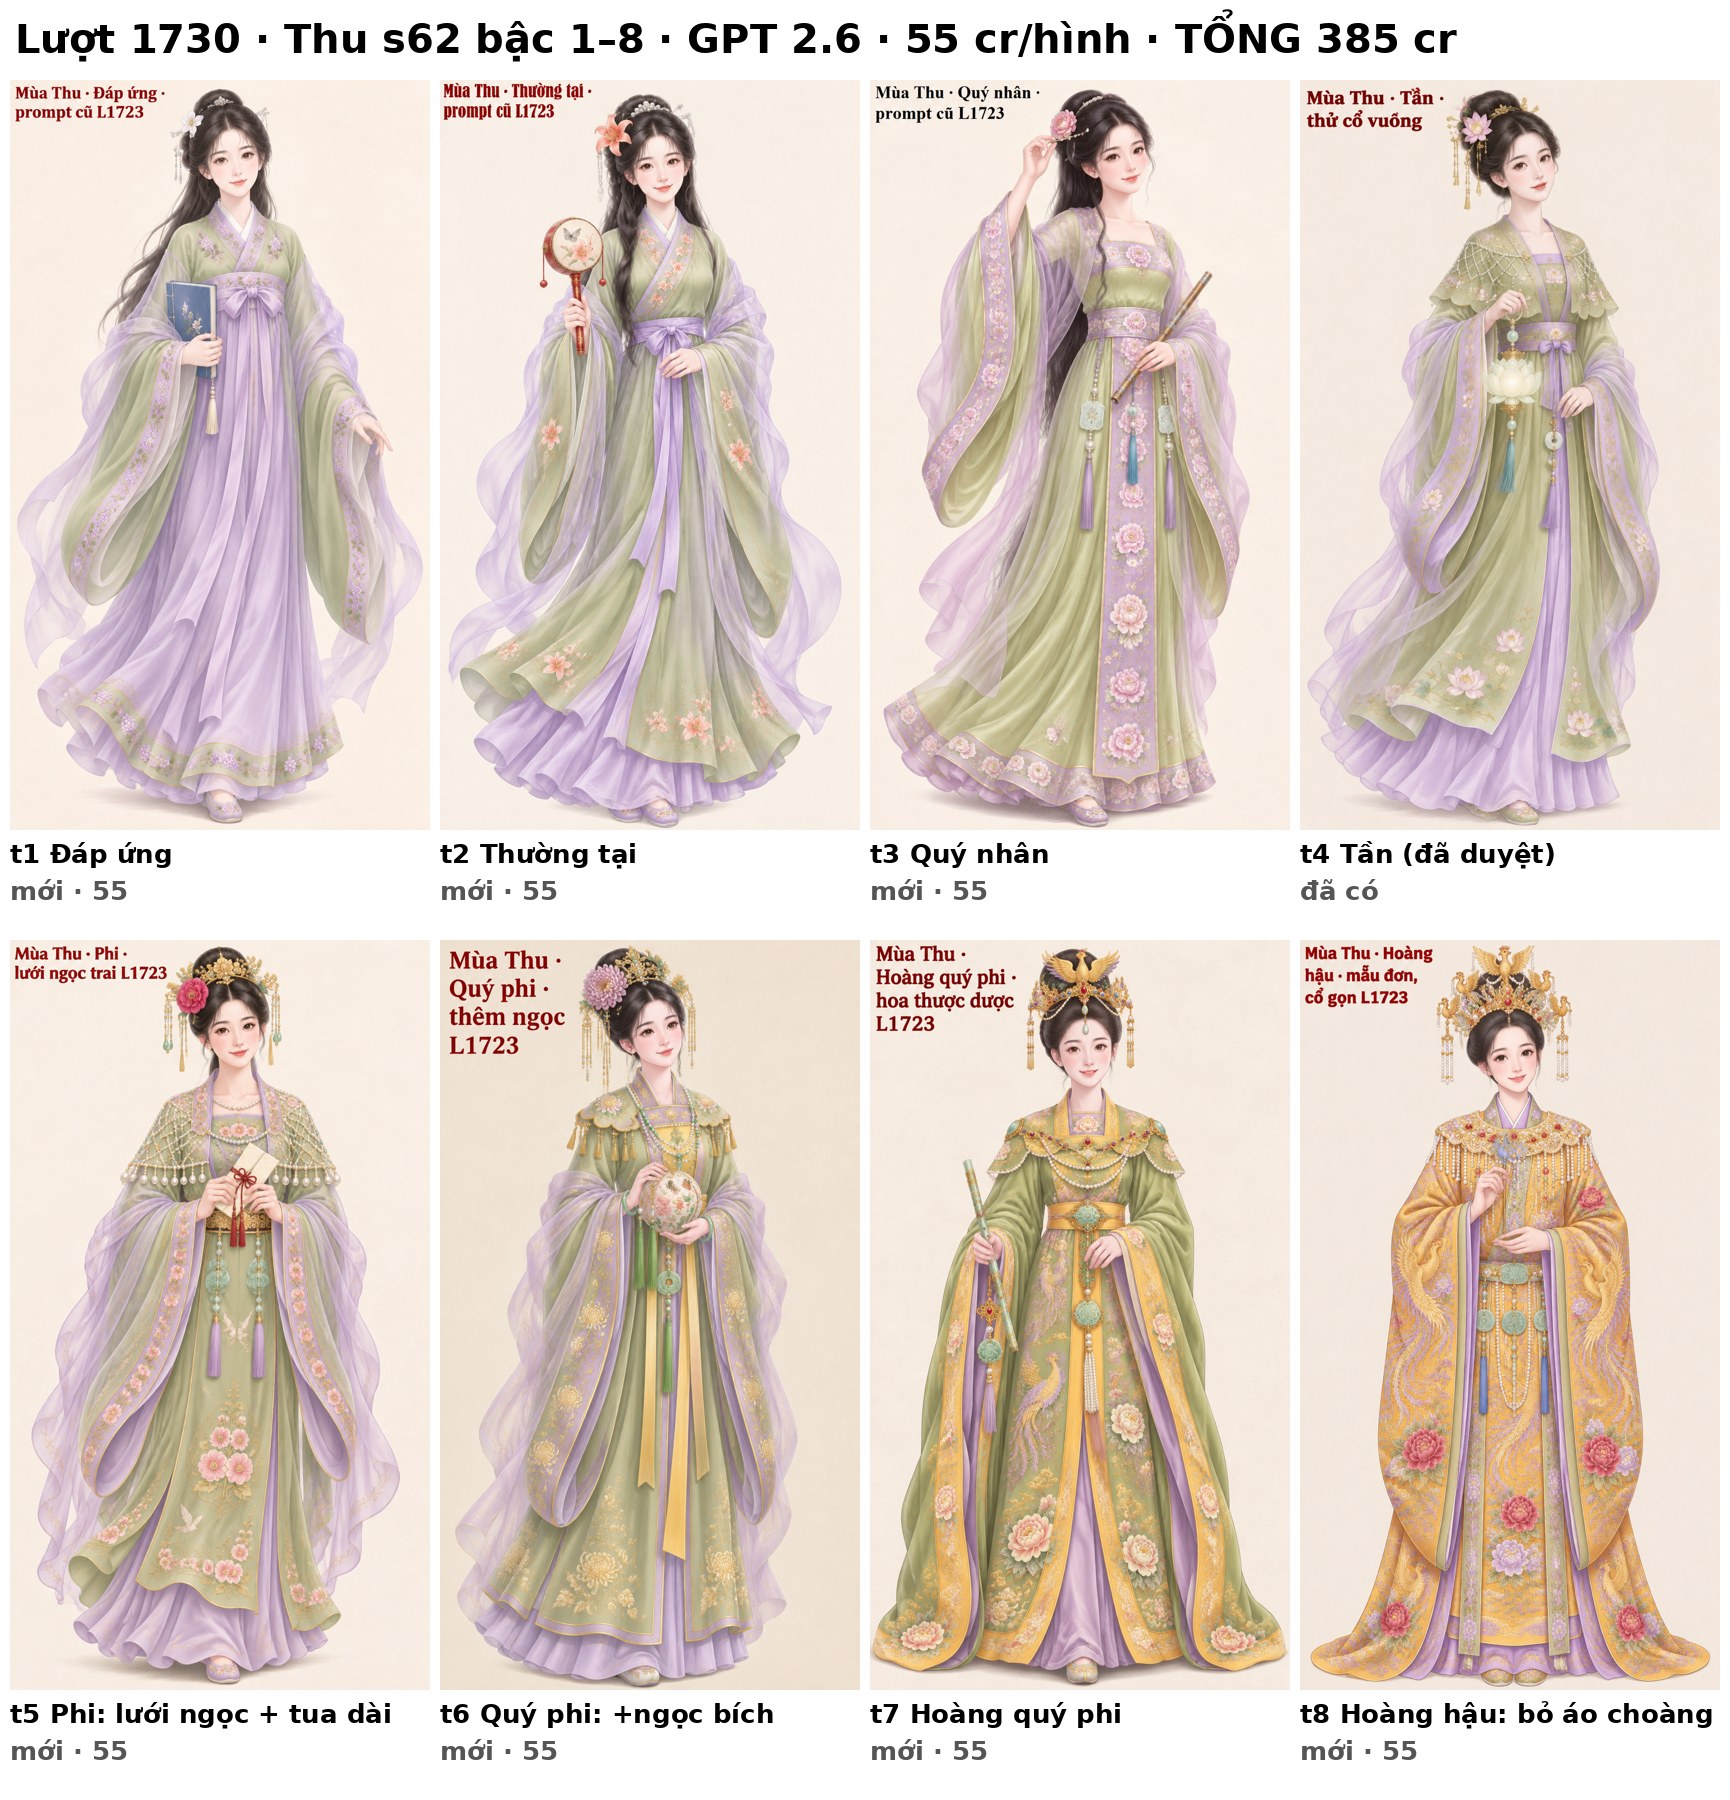 Lượt 1730 · Thu s62 bậc 1–8 · GPT 2.6 · 55 cr/hình · TỔNG 385 cr
Mùa Thu · Đáp ứng ·
prompt cũ L1723
Mùa Thu · Thường tại ·
prompt cũ L1723
Mùa Thu · Quý nhân ·
prompt cũ L1723
Mùa Thu · Tần ·
thử cổ vuông
t1 Đáp ứng
mới · 55
t2 Thường tại
mới · 55
t3 Quý nhân
mới · 55
t4 Tần (đã duyệt)
đã có
Mùa Thu · Phi ·
lưới ngọc trai L1723
Mùa Thu ·
Quý phi ·
thêm ngọc
L1723
Mùa Thu ·
Hoàng quý phi ·
hoa thược dược
L1723
Mùa Thu · Hoàng
hậu · mẫu đơn,
cổ gọn L1723
t5 Phi: lưới ngọc + tua dài
mới · 55
t6 Quý phi: +ngọc bích
mới · 55
t7 Hoàng quý phi
mới · 55
t8 Hoàng hậu: bỏ áo choàng
mới · 55